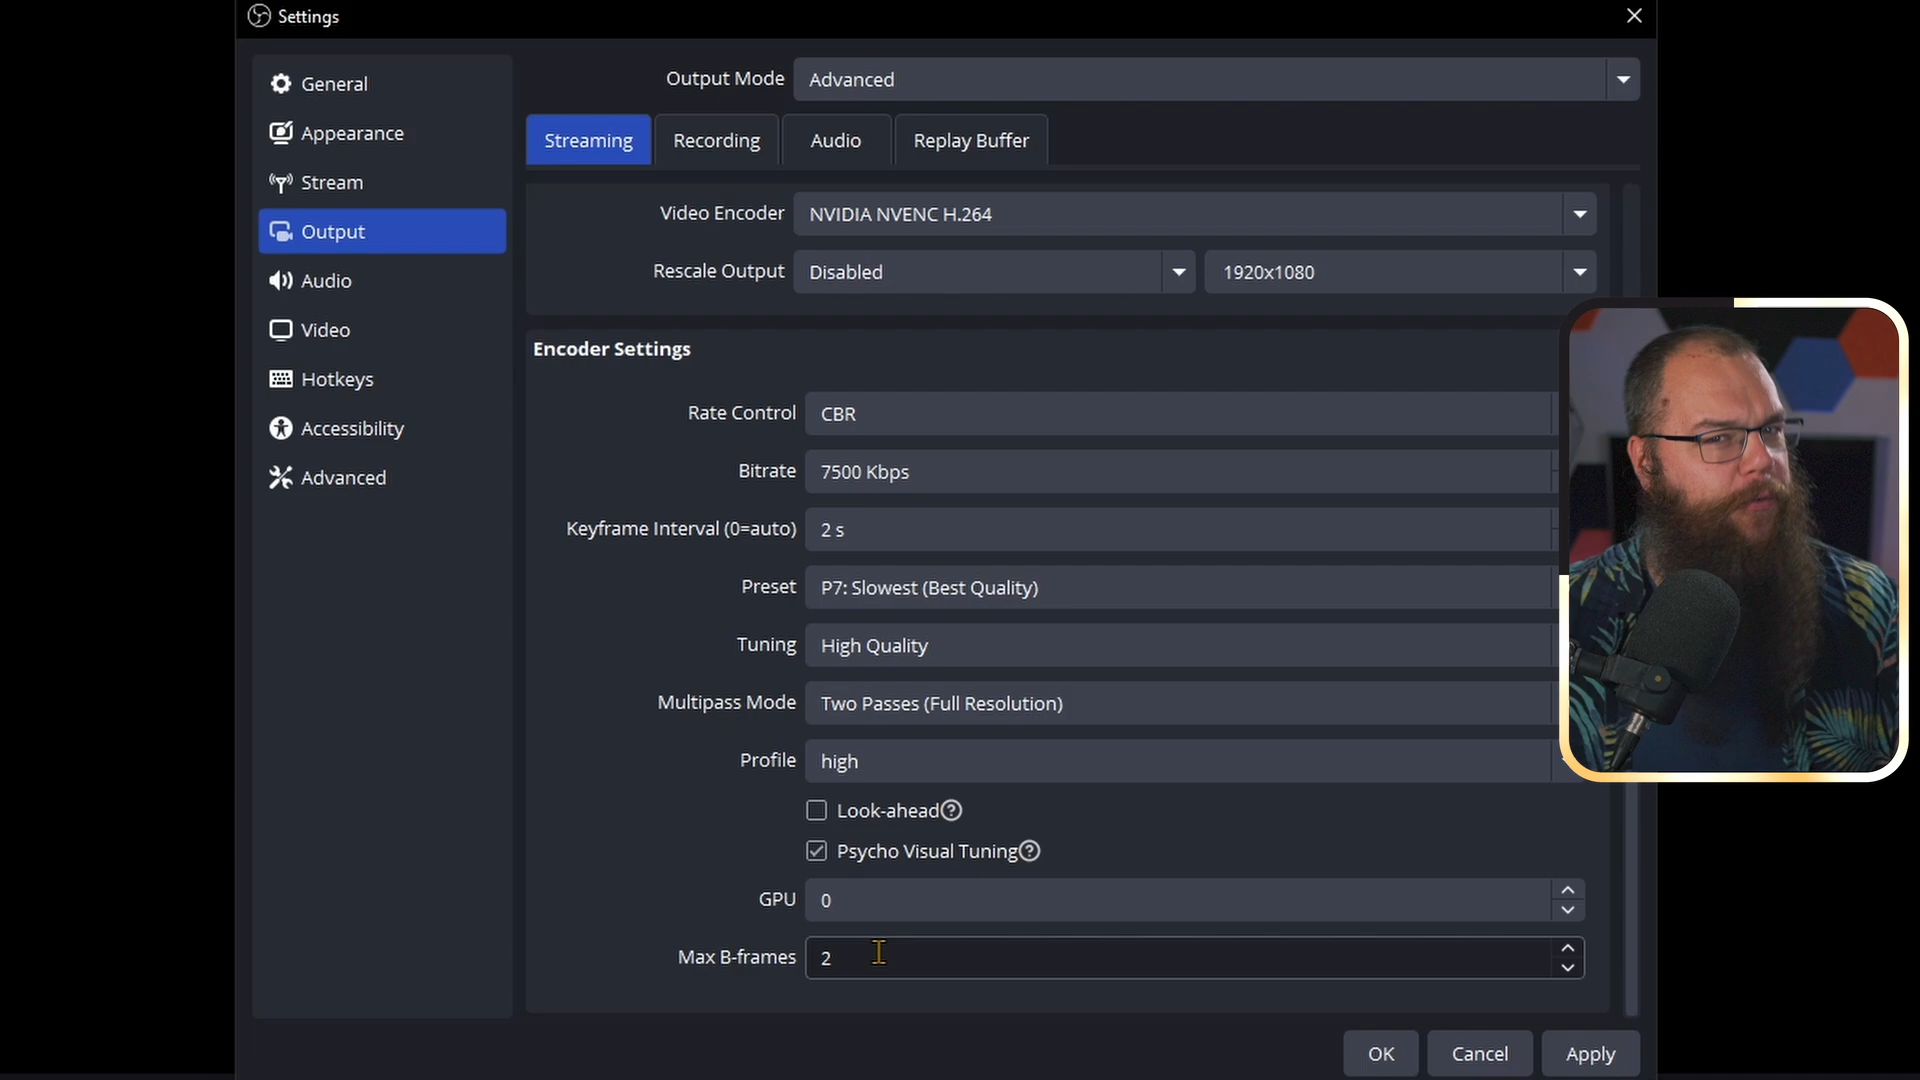 Settings
General
Appearance
Stream
Output
Audio
Video
Hotkeys
Accessibility
Advanced
Output Mode Advanced
Streaming Recording Audio Replay Buffer
Video Encoder NVIDIA NVENC H.264
Rescale Output Disabled 1920x1080
Encoder Settings
Rate Control CBR
Bitrate 7500 Kbps
Keyframe Interval (0=auto) 2 s
Preset P7: Slowest (Best Quality)
Tuning High Quality
Multipass Mode Two Passes (Full Resolution)
Profile high
Look-ahead ?
Psycho Visual Tuning ?
GPU 0
Max B-frames 2
OK Cancel Apply